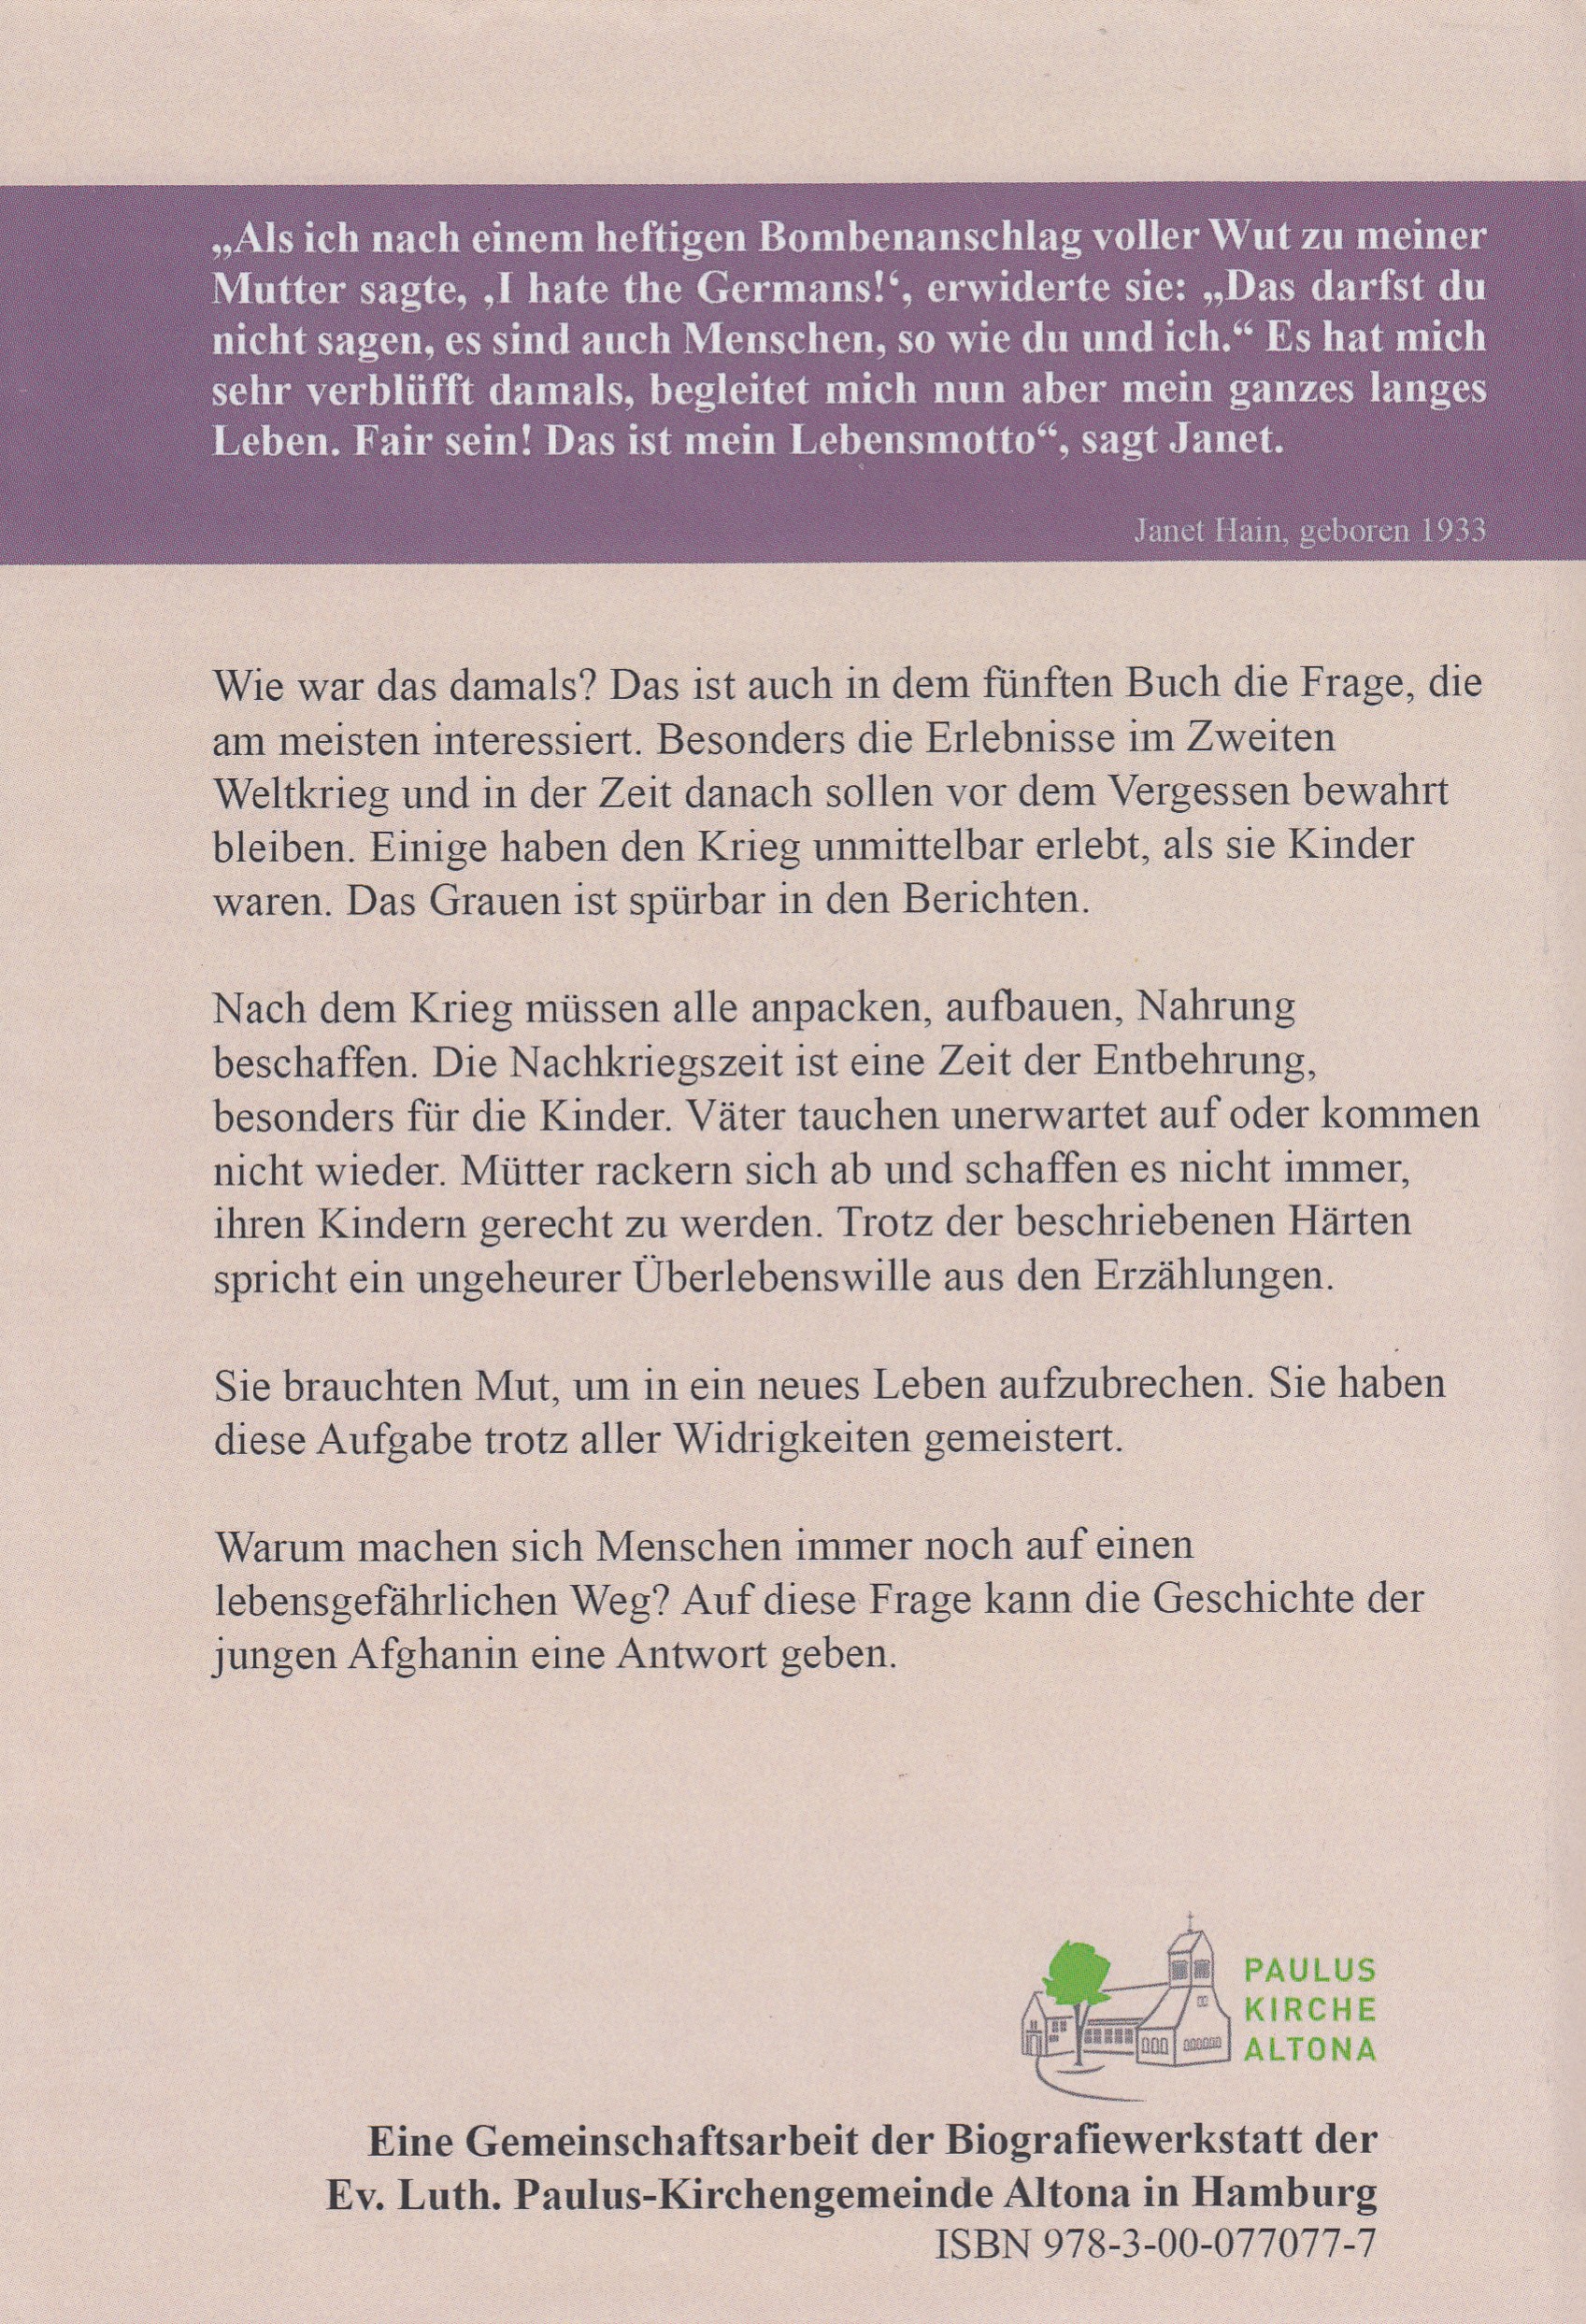 „Als ich nach einem heftigen Bombenanschlag voller Wut zu meiner
Mutter sagte, ‚I hate the Germans!‘, erwiderte sie: „Das darfst du
nicht sagen, es sind auch Menschen, so wie du und ich.“ Es hat mich
sehr verblüfft damals, begleitet mich nun aber mein ganzes langes
Leben. Fair sein! Das ist mein Lebensmotto“, sagt Janet.
Janet Hain, geboren 1933
Wie war das damals? Das ist auch in dem fünften Buch die Frage, die
am meisten interessiert. Besonders die Erlebnisse im Zweiten
Weltkrieg und in der Zeit danach sollen vor dem Vergessen bewahrt
bleiben. Einige haben den Krieg unmittelbar erlebt, als sie Kinder
waren. Das Grauen ist spürbar in den Berichten.
Nach dem Krieg müssen alle anpacken, aufbauen, Nahrung
beschaffen. Die Nachkriegszeit ist eine Zeit der Entbehrung,
besonders für die Kinder. Väter tauchen unerwartet auf oder kommen
nicht wieder. Mütter rackern sich ab und schaffen es nicht immer,
ihren Kindern gerecht zu werden. Trotz der beschriebenen Härten
spricht ein ungeheurer Überlebenswille aus den Erzählungen.
Sie brauchten Mut, um in ein neues Leben aufzubrechen. Sie haben
diese Aufgabe trotz aller Widrigkeiten gemeistert.
Warum machen sich Menschen immer noch auf einen
lebensgefährlichen Weg? Auf diese Frage kann die Geschichte der
jungen Afghanin eine Antwort geben.
PAULUS
KIRCHE
ALTONA
Eine Gemeinschaftsarbeit der Biografiewerkstatt der
Ev. Luth. Paulus-Kirchengemeinde Altona in Hamburg
ISBN 978-3-00-077077-7